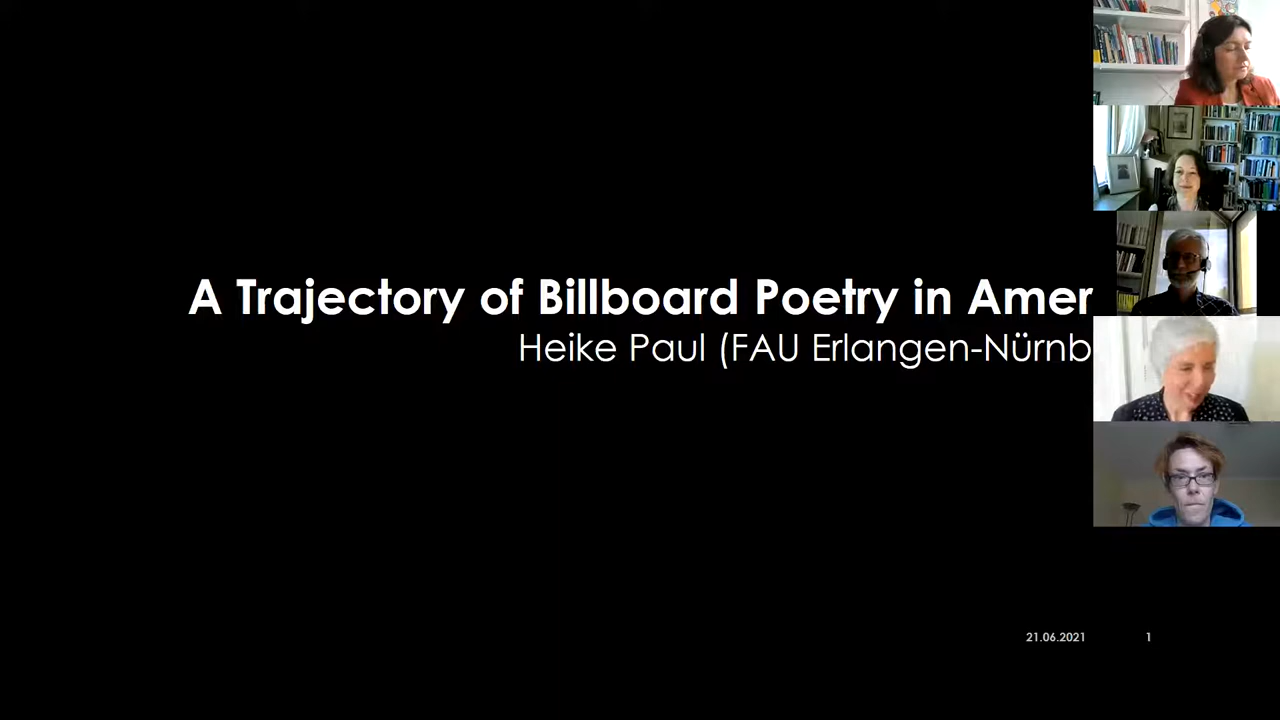 A Trajectory of Billboard Poetry in Amer
Heike Paul (FAU Erlangen-Nürnb
21.06.2021
1